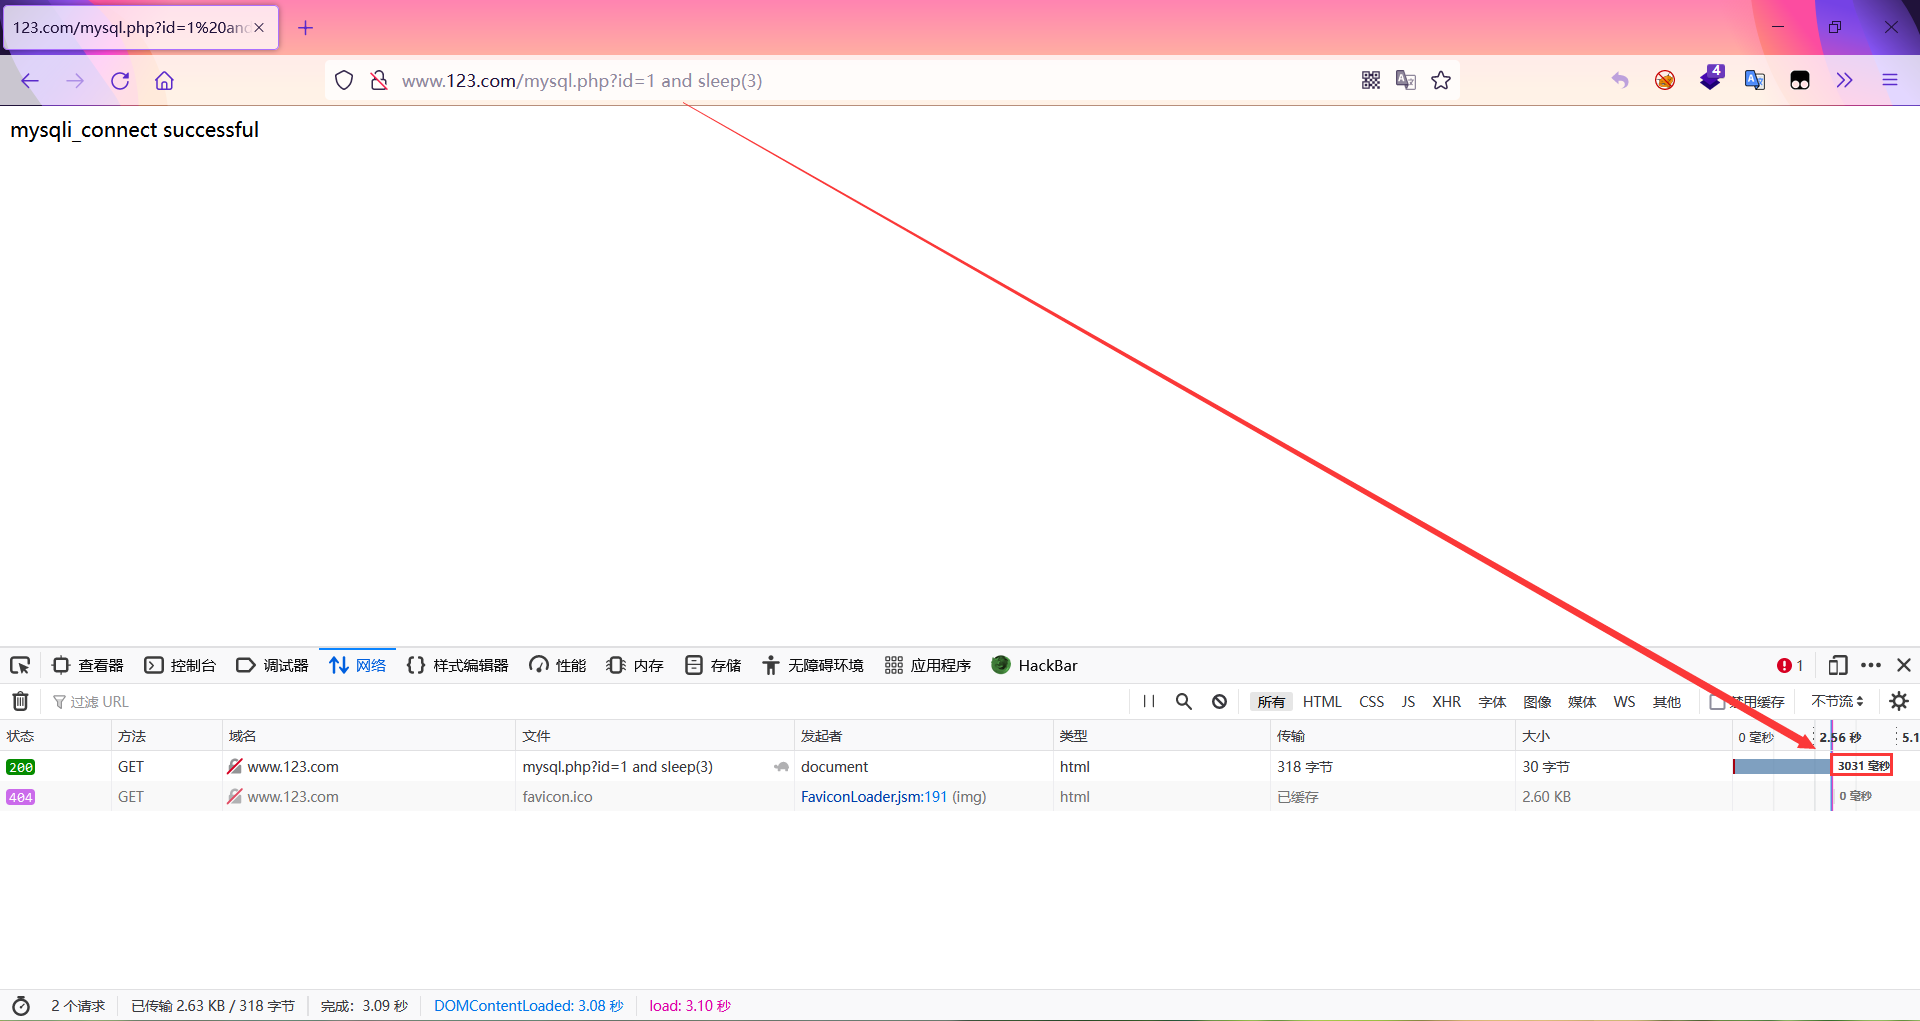 123.com/mysql.php?id=1%20an
www.123.com/mysql.php?id=1 and sleep(3)
4
mysqli_connect successful
查看器 控制台 调试器 网络 样式编辑器 性能 内存 存储 无障碍环境 应用程序 HackBar 1
过滤 URL 所有 HTML CSS JS XHR 字体 图像 媒体 WS 其他 禁用缓存 不节流
状态 方法 域名 文件 发起者 类型 传输 大小 0 毫秒 2.56 秒 5.1
200 GET www.123.com mysql.php?id=1 and sleep(3) document html 318 字节 30 字节 3031 毫秒
404 GET www.123.com favicon.ico FaviconLoader.jsm:191 (img) html 已缓存 2.60 KB 0 毫秒
2 个请求 已传输 2.63 KB / 318 字节 完成：3.09 秒 DOMContentLoaded: 3.08 秒 load: 3.10 秒